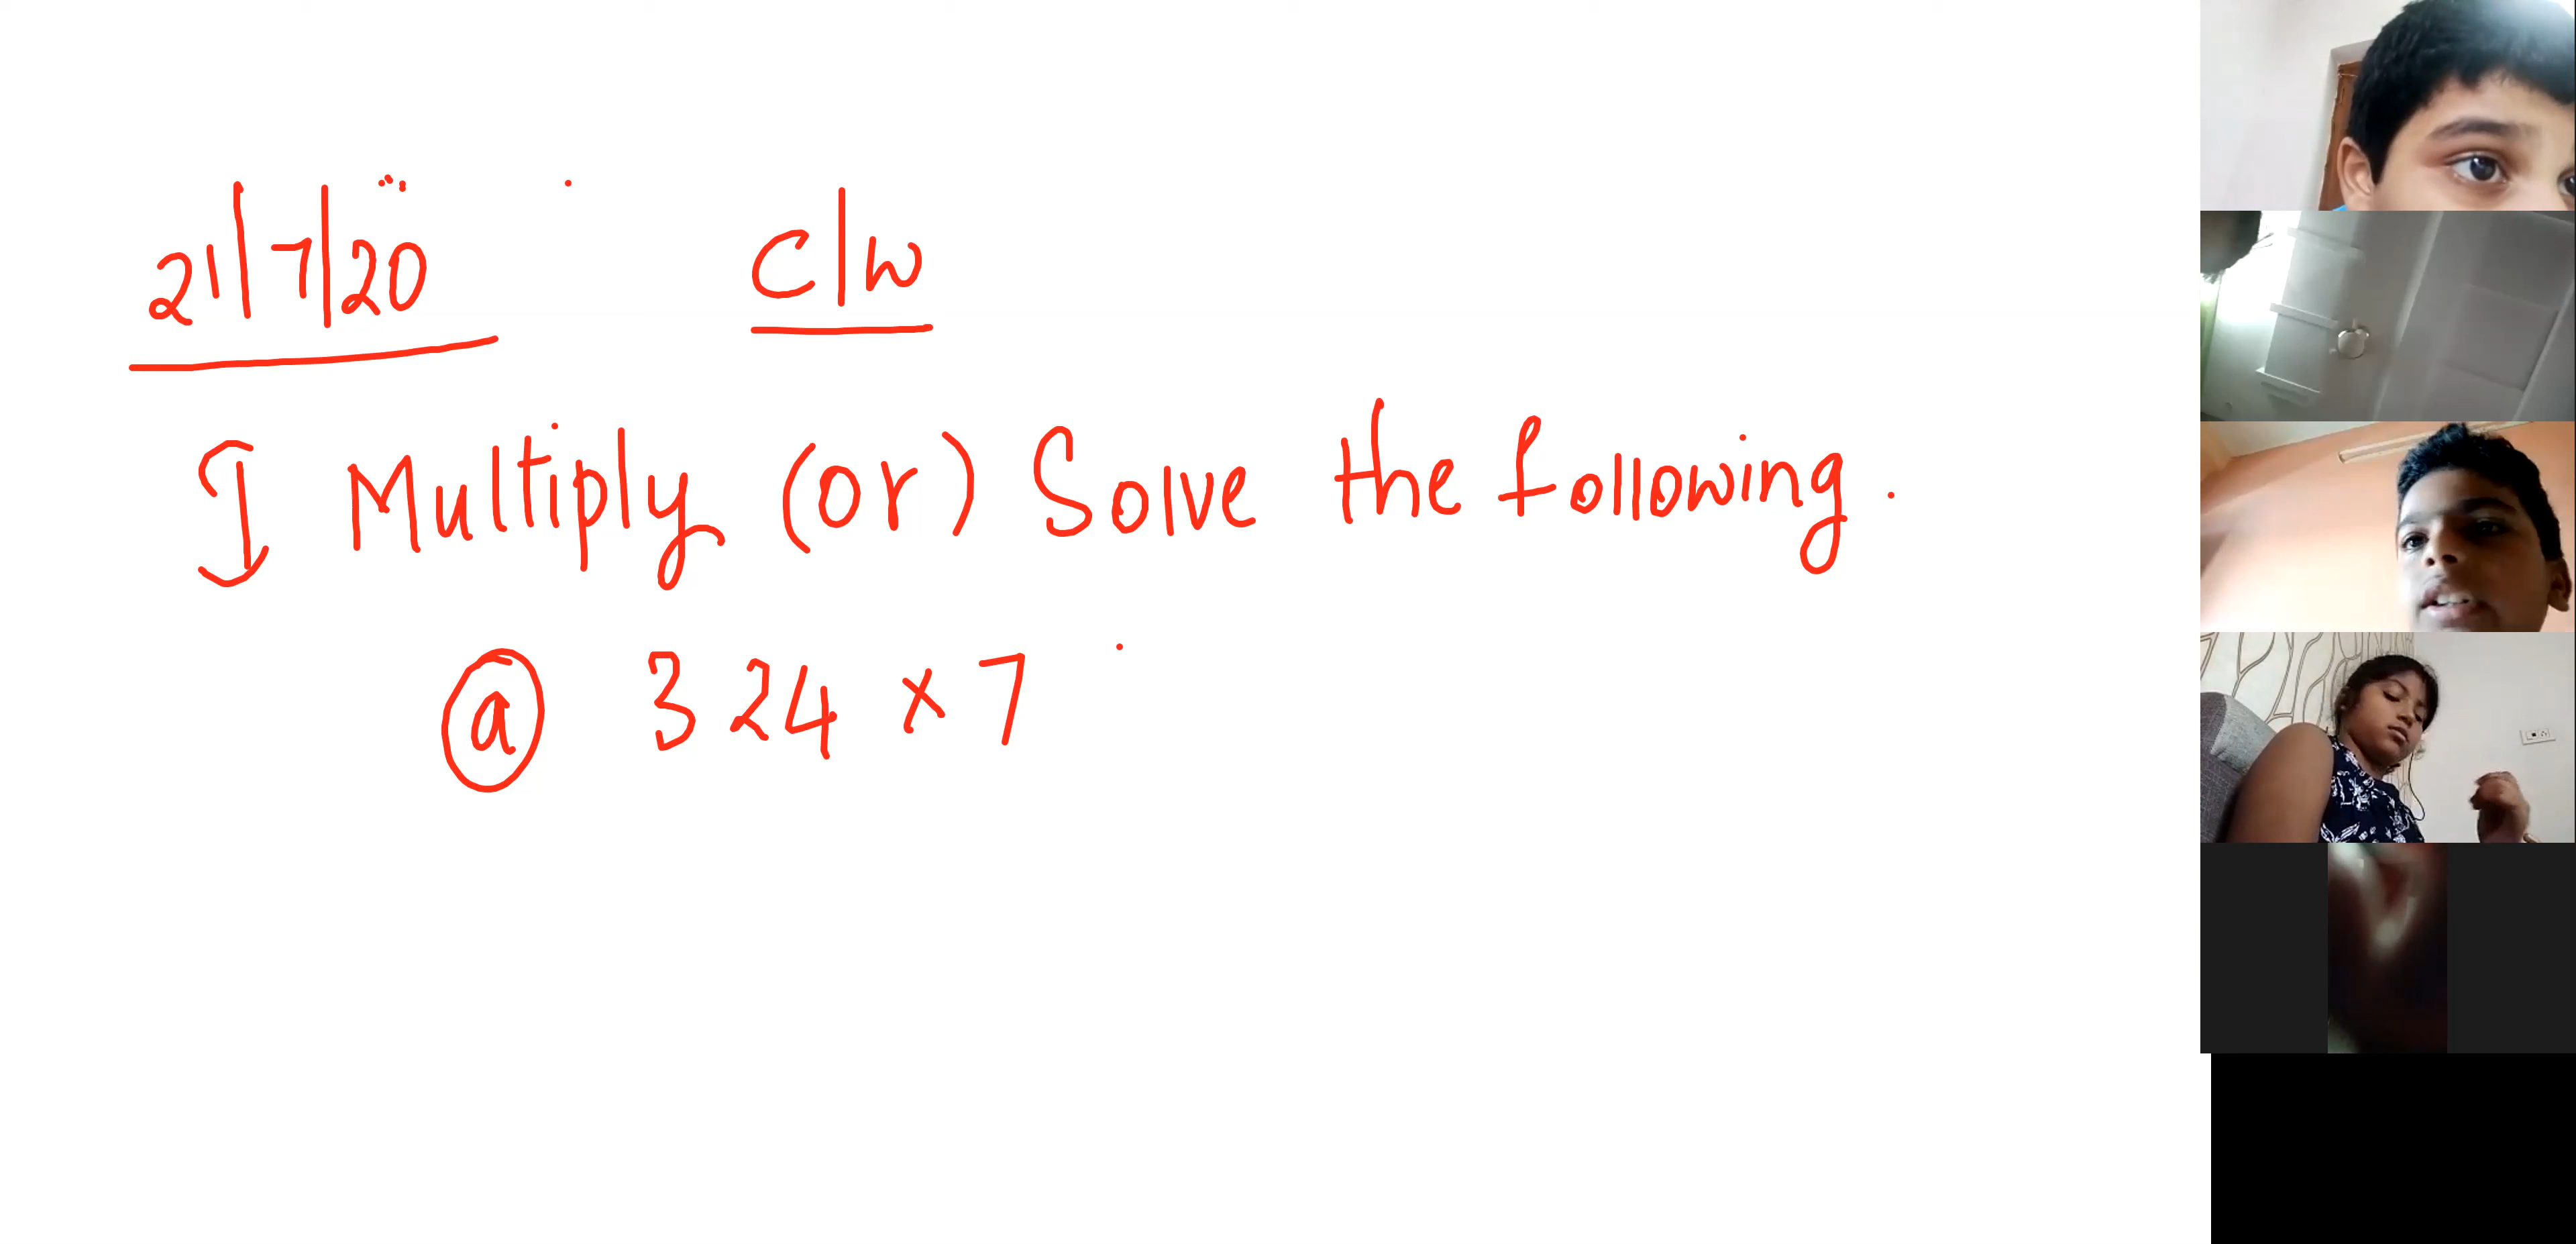 21/7/20 C/W
I Multiply (or) Solve the following.
a 324 × 7